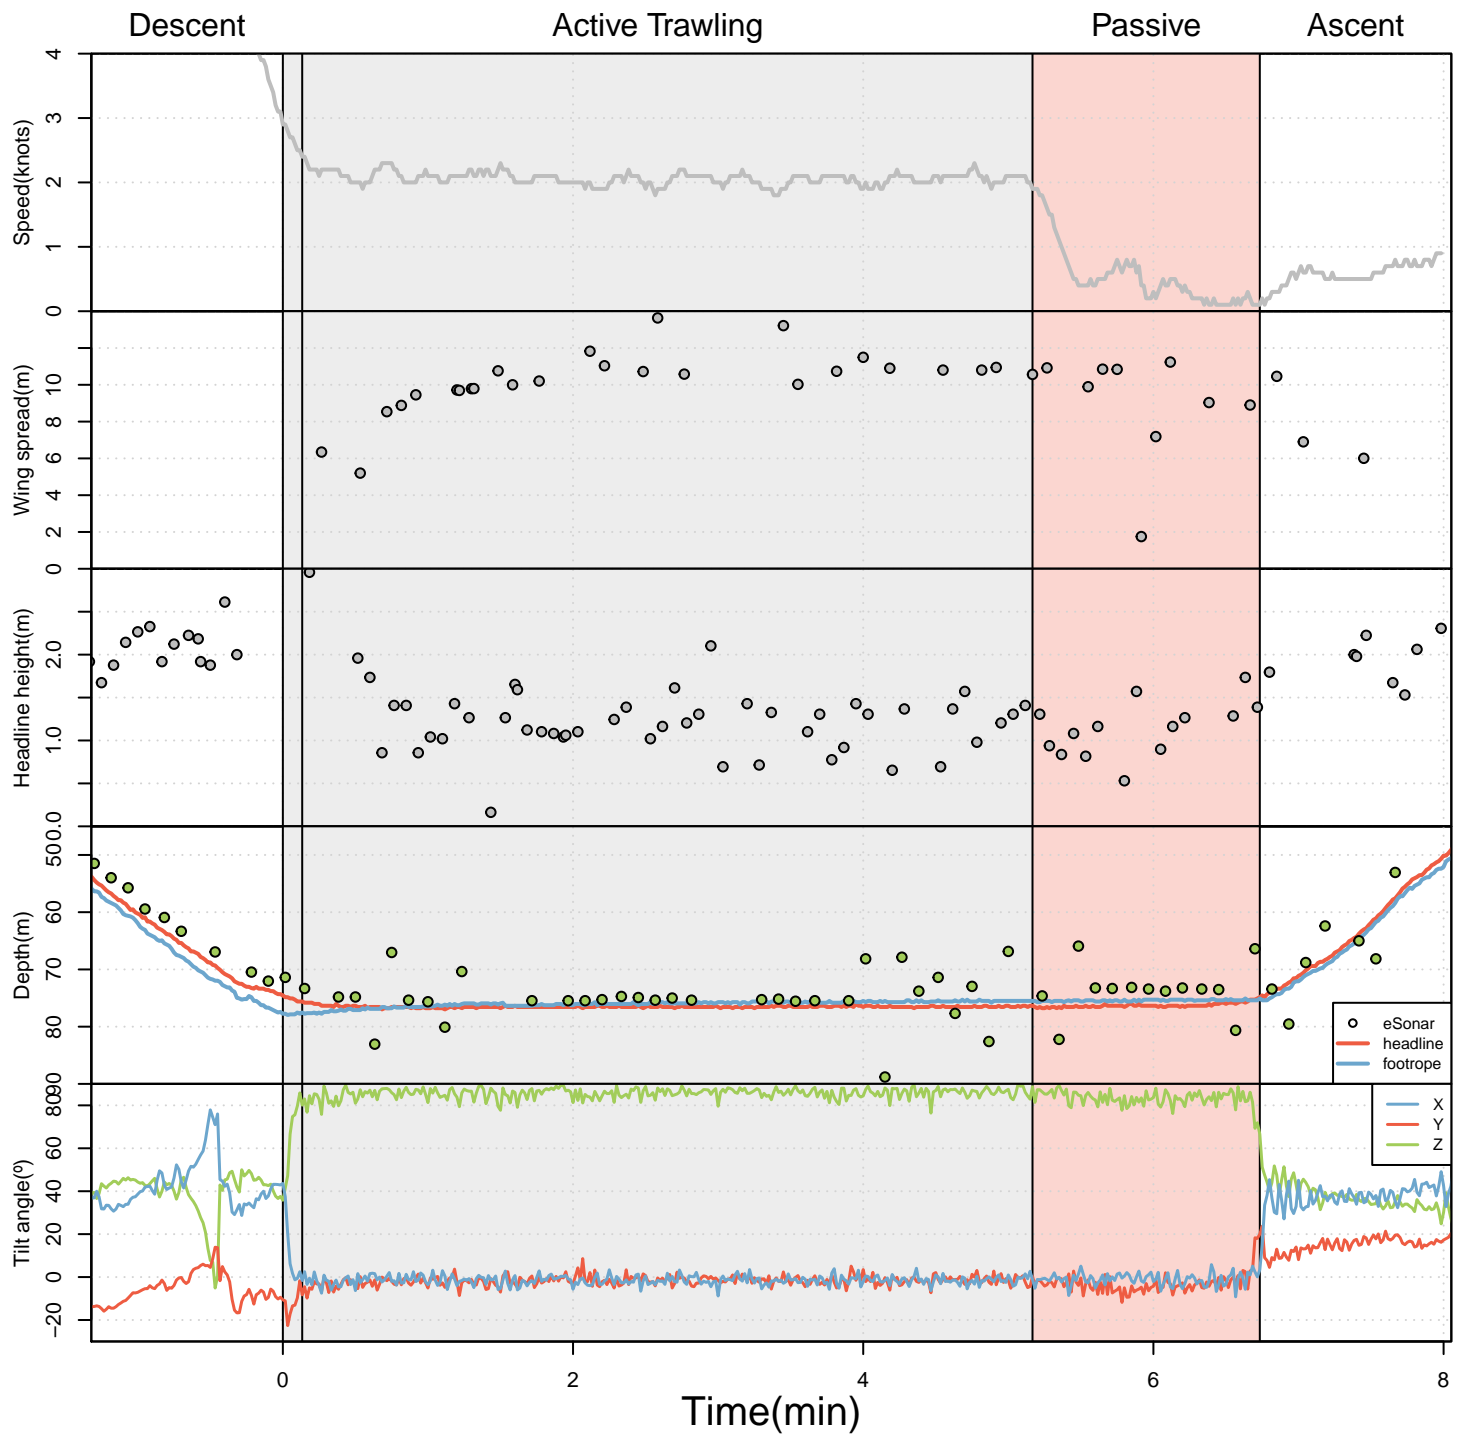 Descent Active Trawling Passive Ascent
Speed(knots)
4
3
2
1
0
Wing spread(m)
10
8
6
4
2
0
Headline height(m)
2.0
1.0
0.0
Depth(m)
50
60
70
80
90
eSonar
headline
footrope
Tilt angle(º)
80
60
40
20
0
−20
X
Y
Z
0 2 4 6 8
Time(min)